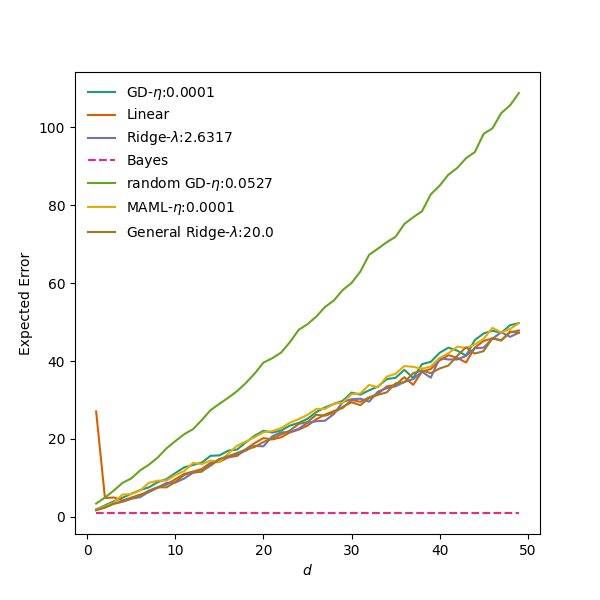 GD-η:0.0001
Linear
Ridge-λ:2.6317
Bayes
random GD-η:0.0527
MAML-η:0.0001
General Ridge-λ:20.0
100
80
60
40
20
0
Expected Error
0 10 20 30 40 50
d